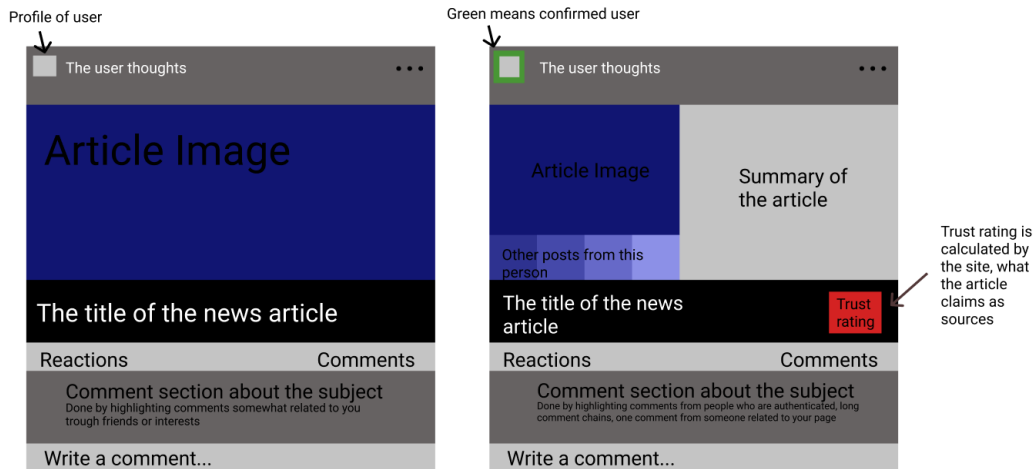 Profile of user
The user thoughts
Article Image
The title of the news article
Reactions
Comments
Comment section about the subject
Done by highlighting comments somewhat related to you
trough friends or interests
Write a comment...
Green means confirmed user
The user thoughts
Article Image
Summary of
the article
Other posts from this
person
The title of the news
article
Trust
rating
Trust rating is
calculated by
the site, what
the article
claims as
sources
Reactions
Comments
Comment section about the subject
Done by highlighting comments from people who are authenticated, long
comment chains, one comment from someone related to your page
Write a comment...